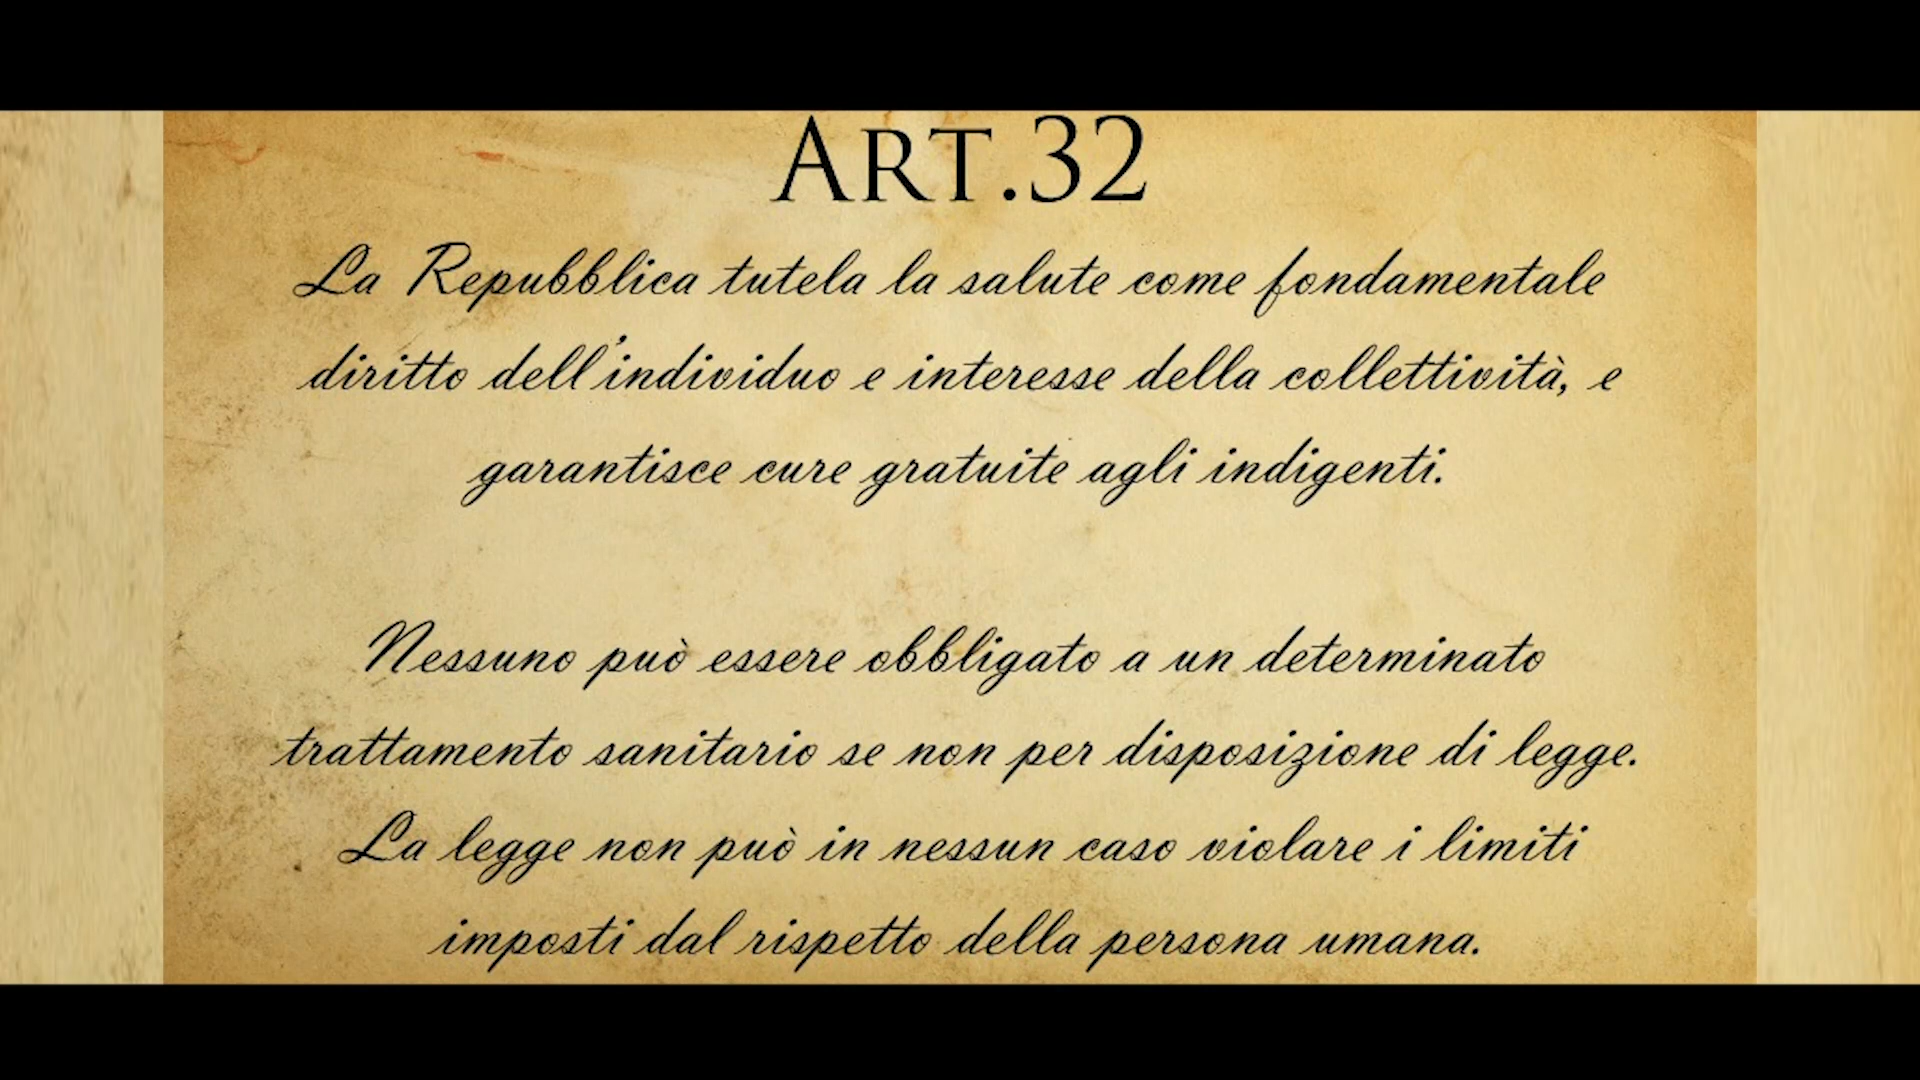 ART.32
La Repubblica tutela la salute come fondamentale
diritto dell'individuo e interesse della collettività, e
garantisce cure gratuite agli indigenti.
Nessuno può essere obbligato a un determinato
trattamento sanitario se non per disposizione di legge.
La legge non può in nessun caso violare i limiti
imposti dal rispetto della persona umana.